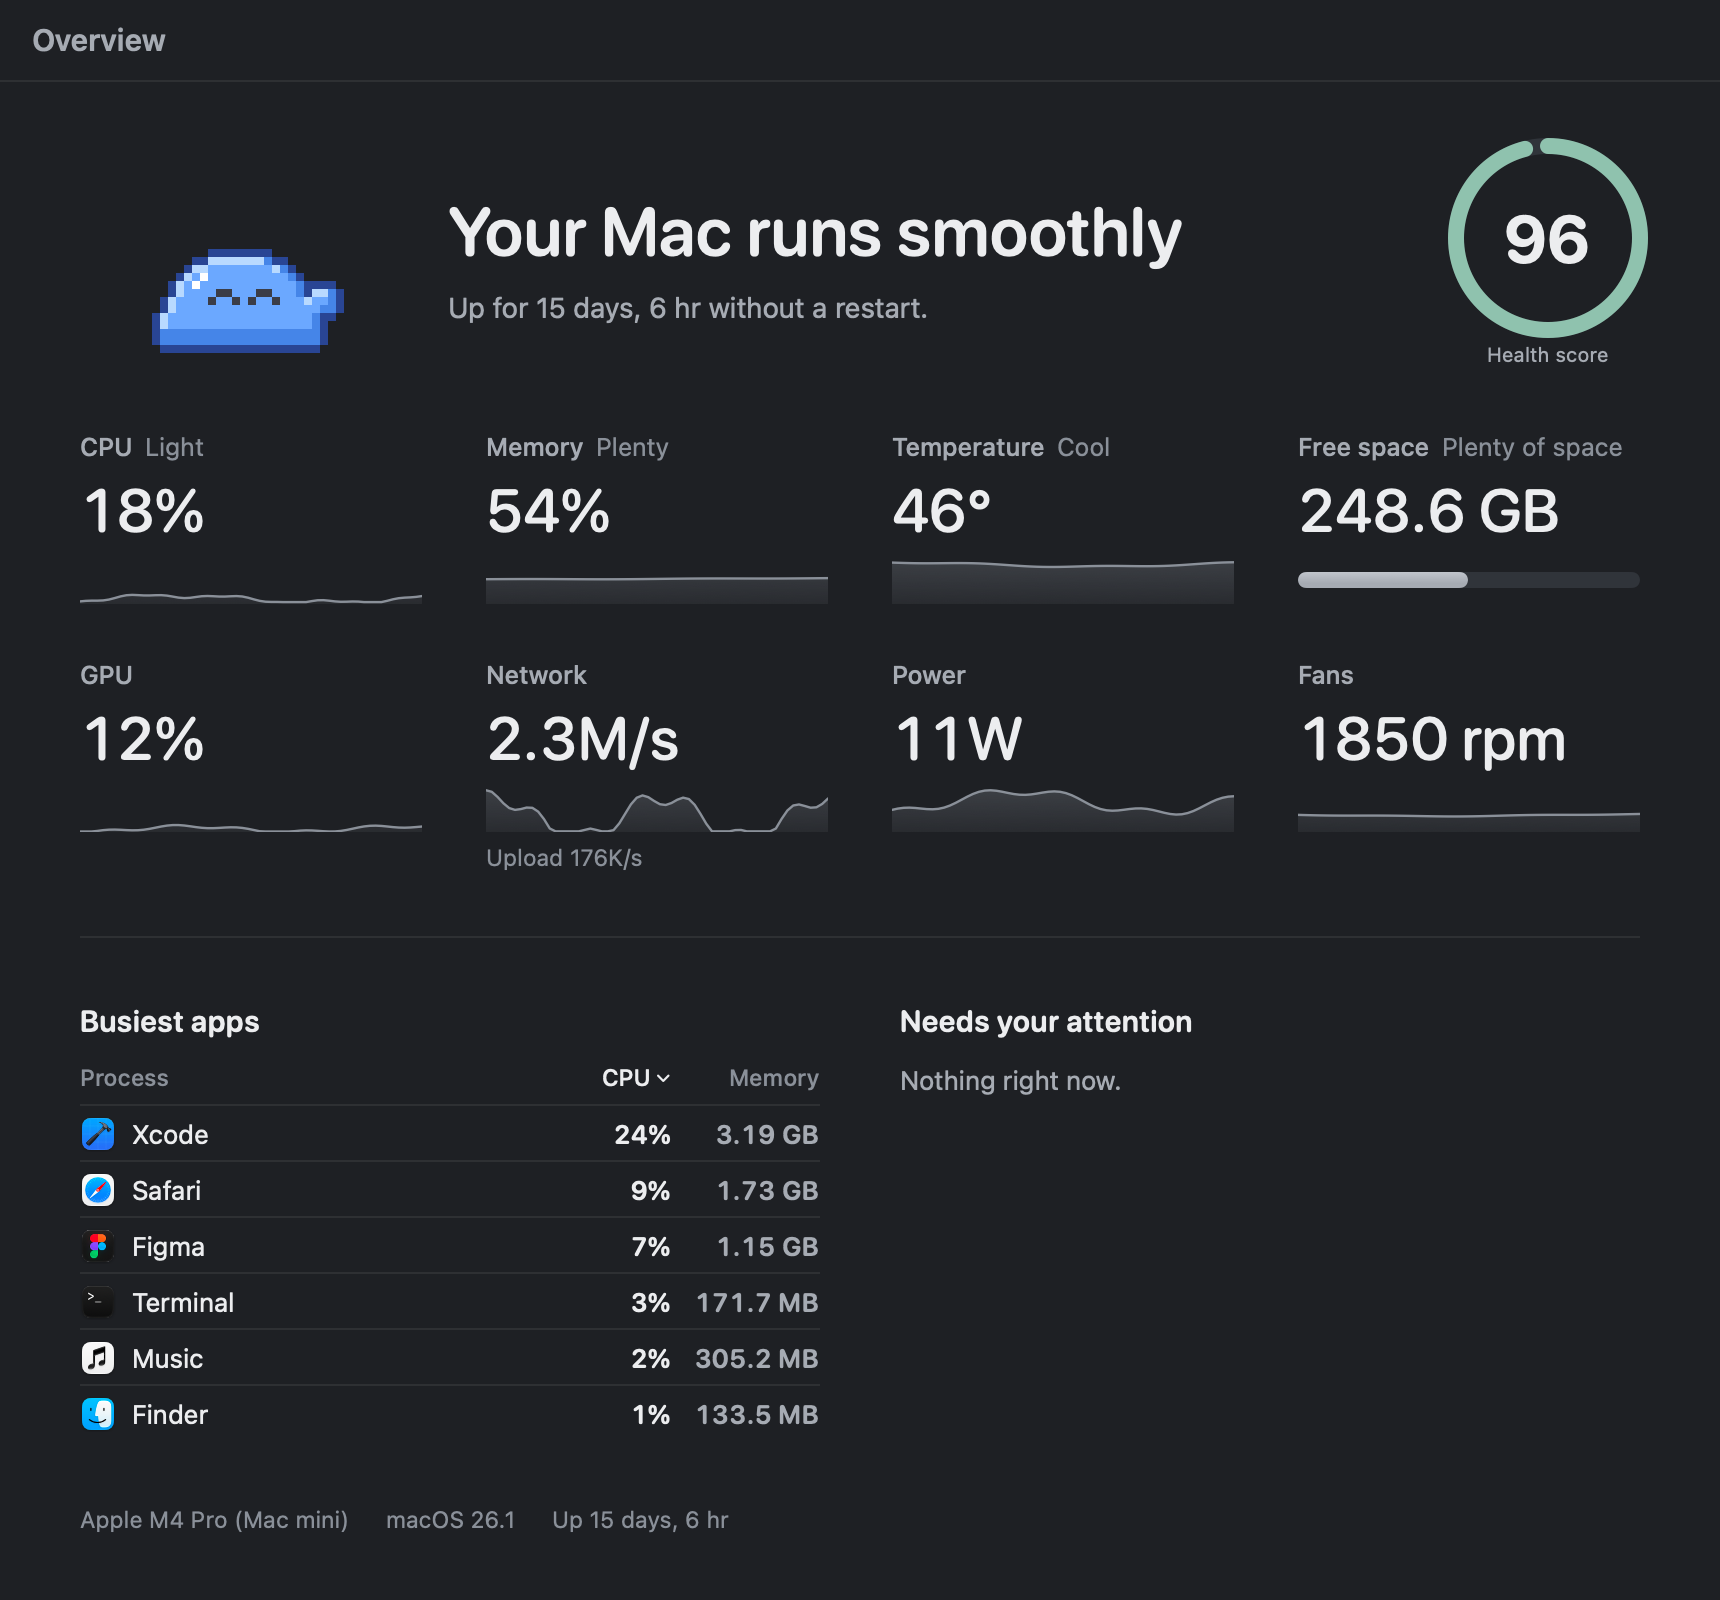 Overview
Your Mac runs smoothly
Up for 15 days, 6 hr without a restart.
96
Health score
CPU Light
18%
Memory Plenty
54%
Temperature Cool
46°
Free space Plenty of space
248.6 GB
GPU
12%
Network
2.3M/s
Upload 176K/s
Power
11W
Fans
1850 rpm
Busiest apps
Process CPU Memory
Xcode 24% 3.19 GB
Safari 9% 1.73 GB
Figma 7% 1.15 GB
Terminal 3% 171.7 MB
Music 2% 305.2 MB
Finder 1% 133.5 MB
Needs your attention
Nothing right now.
Apple M4 Pro (Mac mini) macOS 26.1 Up 15 days, 6 hr